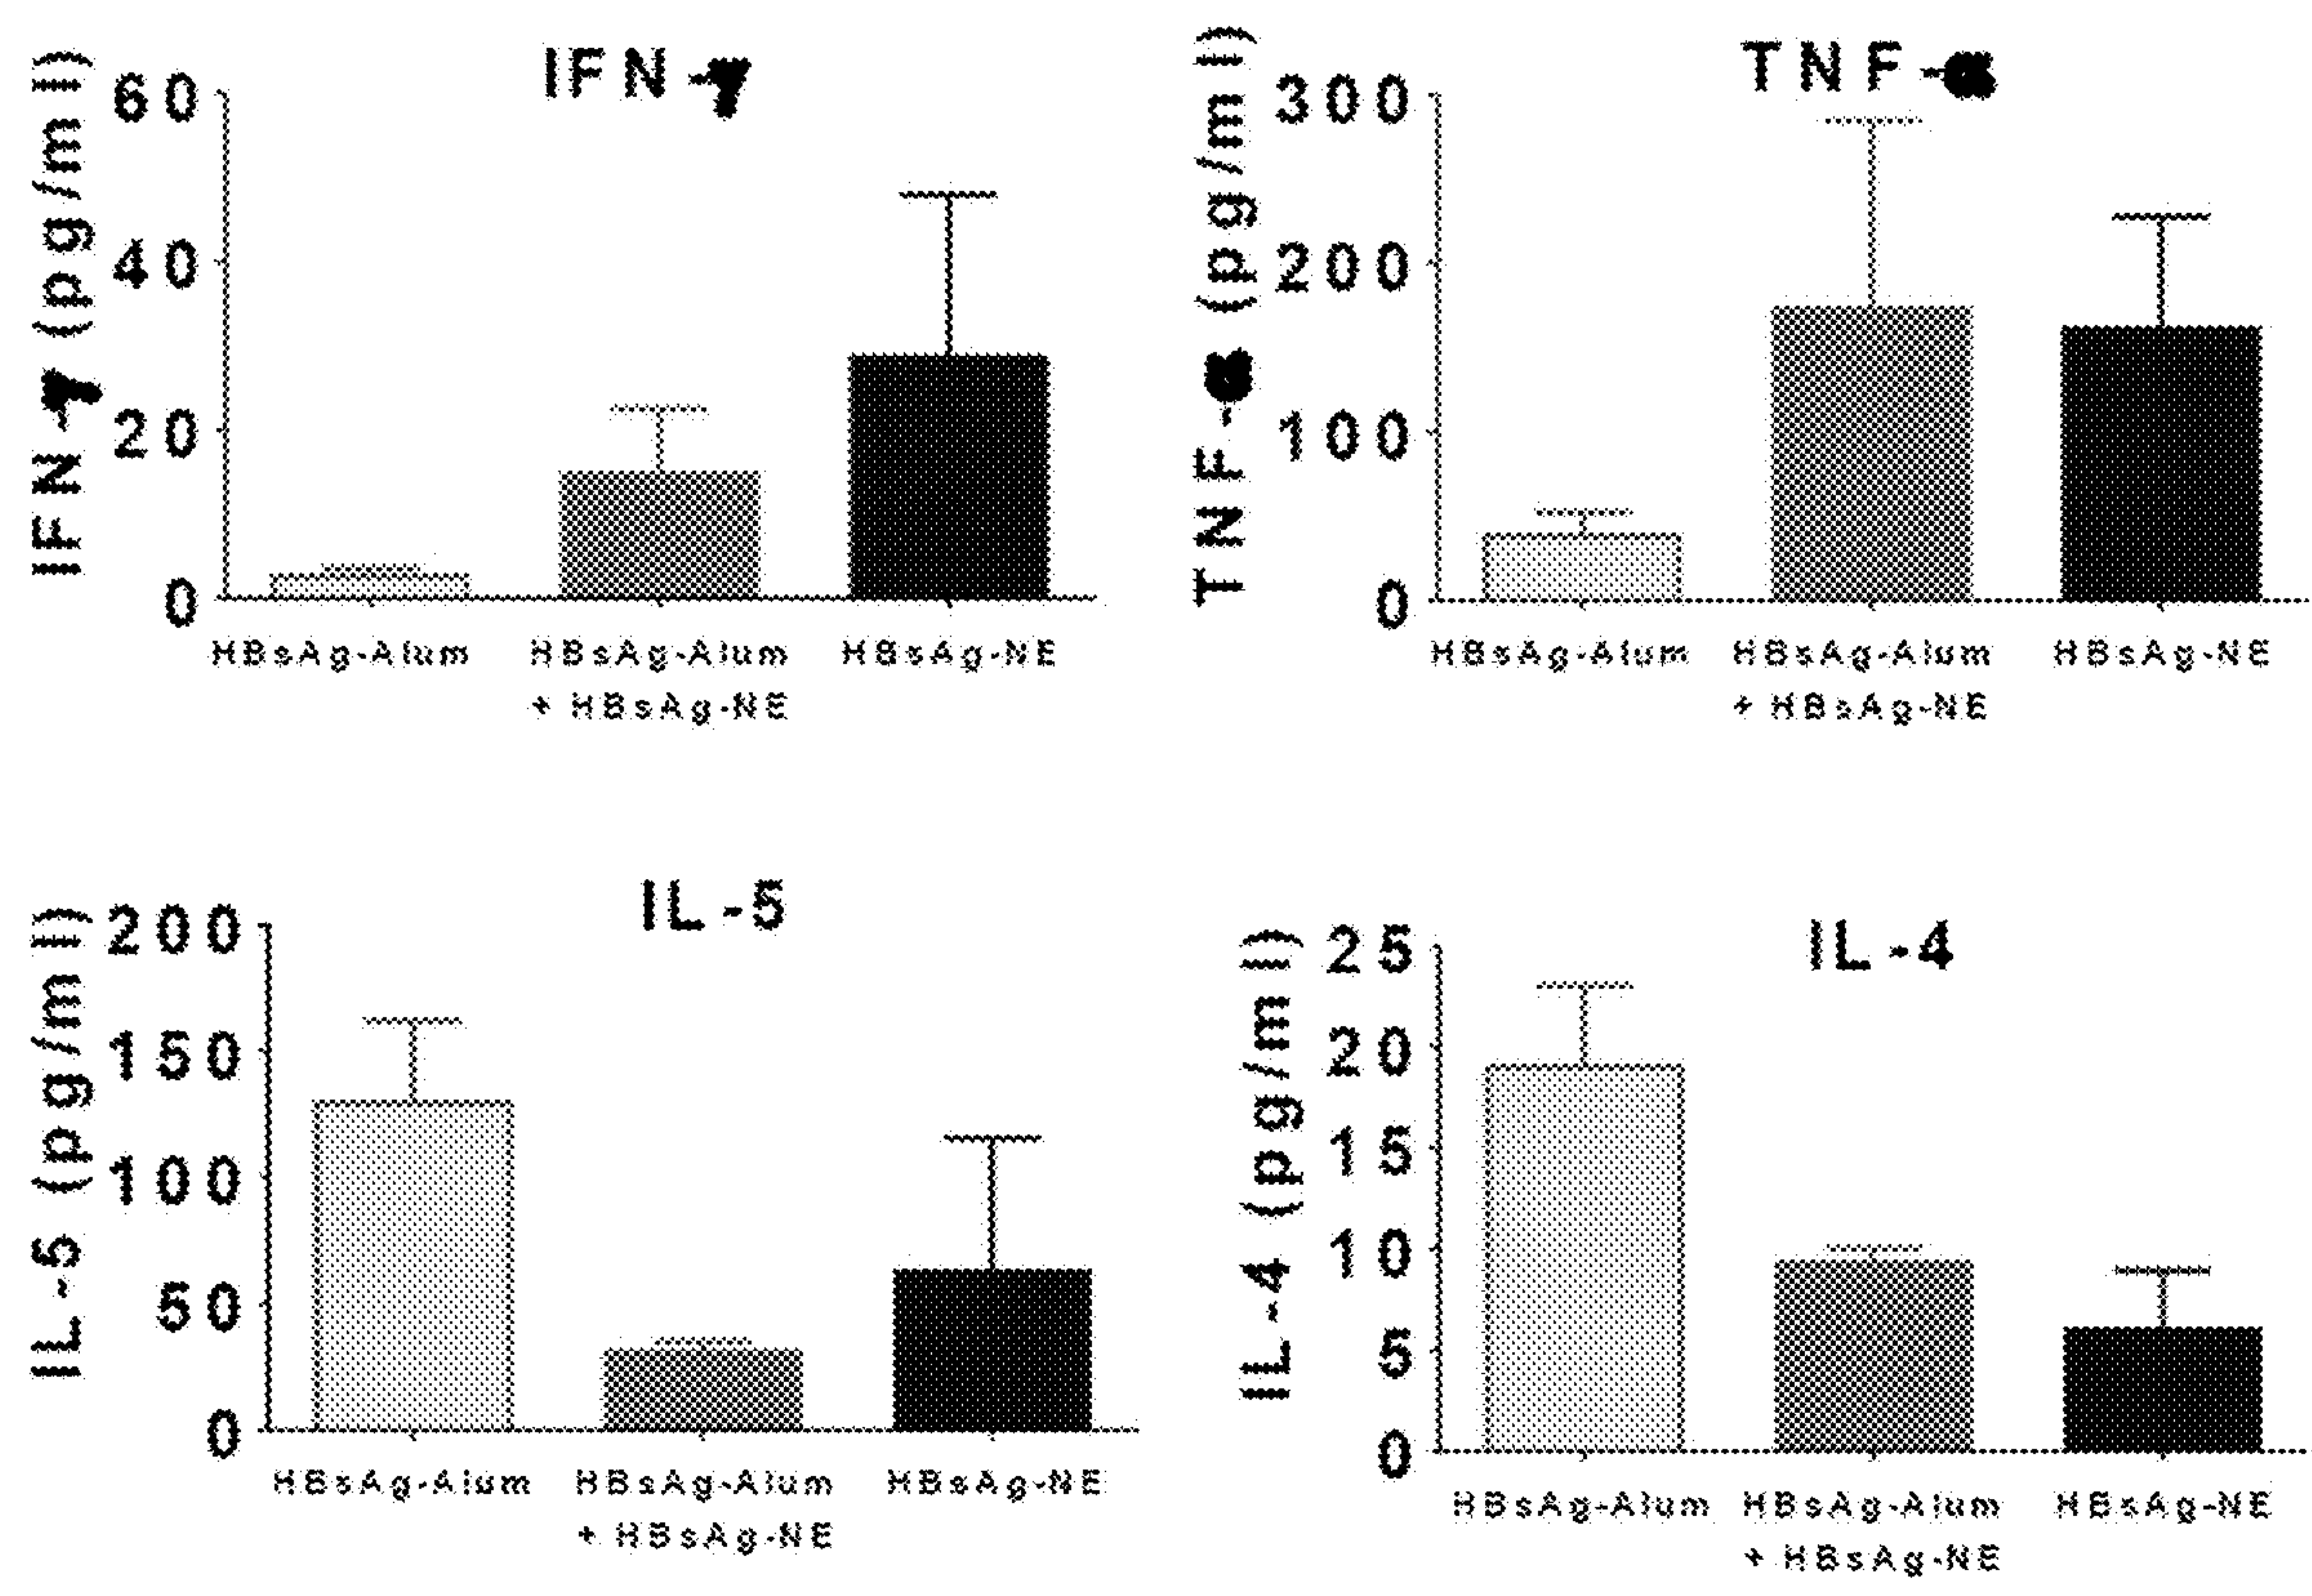 IFN-γ
IFN-γ (pg/ml)
60
40
20
0
HBsAg-Alum
HBsAg-Alum
+ HBsAg-NE
HBsAg-NE
TNF-α
TNF-α (pg/ml)
300
200
100
0
HBsAg-Alum
HBsAg-Alum
+ HBsAg-NE
HBsAg-NE
IL-5
IL-5 (pg/ml)
200
150
100
50
0
HBsAg-Alum
HBsAg-Alum
+ HBsAg-NE
HBsAg-NE
IL-4
IL-4 (pg/ml)
25
20
15
10
5
0
HBsAg-Alum
HBsAg-Alum
+ HBsAg-NE
HBsAg-NE